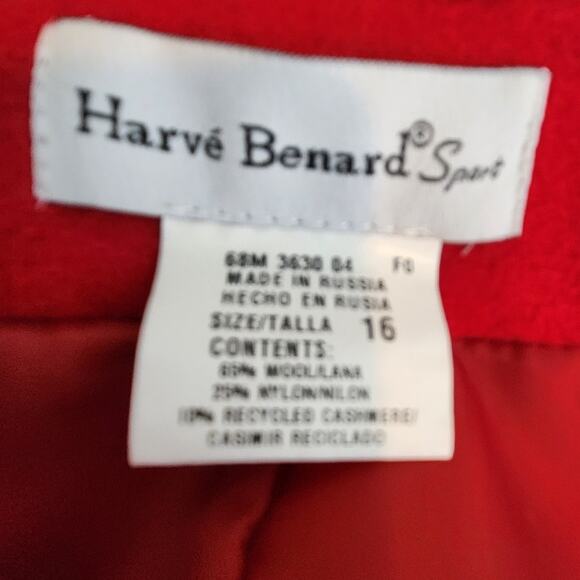 Harvé Benard® Sport
68M 3630 04 FG
MADE IN RUSSIA
HECHO EN RUSIA
SIZE/TALLA 16
CONTENTS:
65% WOOL/LANA
25% NYLON/NILON
10% RECYCLED CASHMERE/
CASIMIR RECICLADO